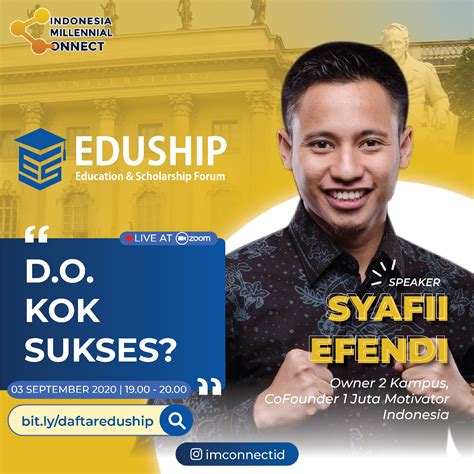 INDONESIA
MILLENNIAL
ONNECT
EDUSHIP
Education & Scholarship Forum
LIVE AT zoom
“
D.O.
KOK
SUKSES?
”
03 SEPTEMBER 2020 | 19.00 - 20.00
bit.ly/daftareduship
SPEAKER
SYAFII
EFENDI
Owner 2 Kampus,
CoFounder 1 Juta Motivator
Indonesia
imconnectid